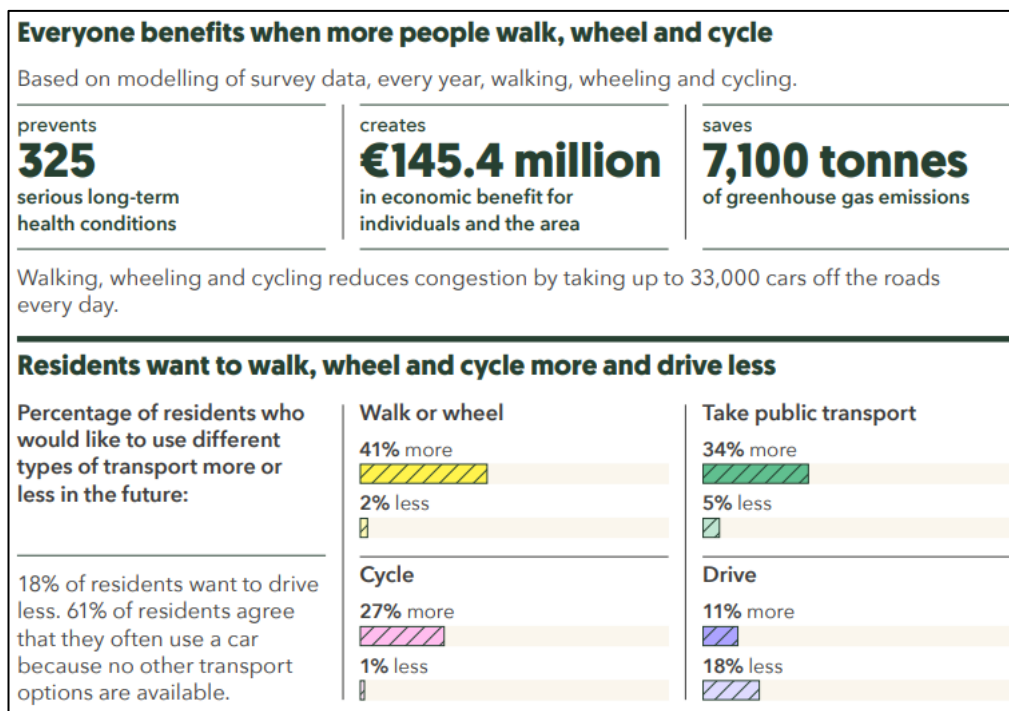 Everyone benefits when more people walk, wheel and cycle
Based on modelling of survey data, every year, walking, wheeling and cycling.
prevents
325
serious long-term
health conditions
creates
€145.4 million
in economic benefit for
individuals and the area
saves
7,100 tonnes
of greenhouse gas emissions
Walking, wheeling and cycling reduces congestion by taking up to 33,000 cars off the roads
every day.
Residents want to walk, wheel and cycle more and drive less
Percentage of residents who
would like to use different
types of transport more or
less in the future:
18% of residents want to drive
less. 61% of residents agree
that they often use a car
because no other transport
options are available.
Walk or wheel
41% more
2% less
Take public transport
34% more
5% less
Cycle
27% more
1% less
Drive
11% more
18% less